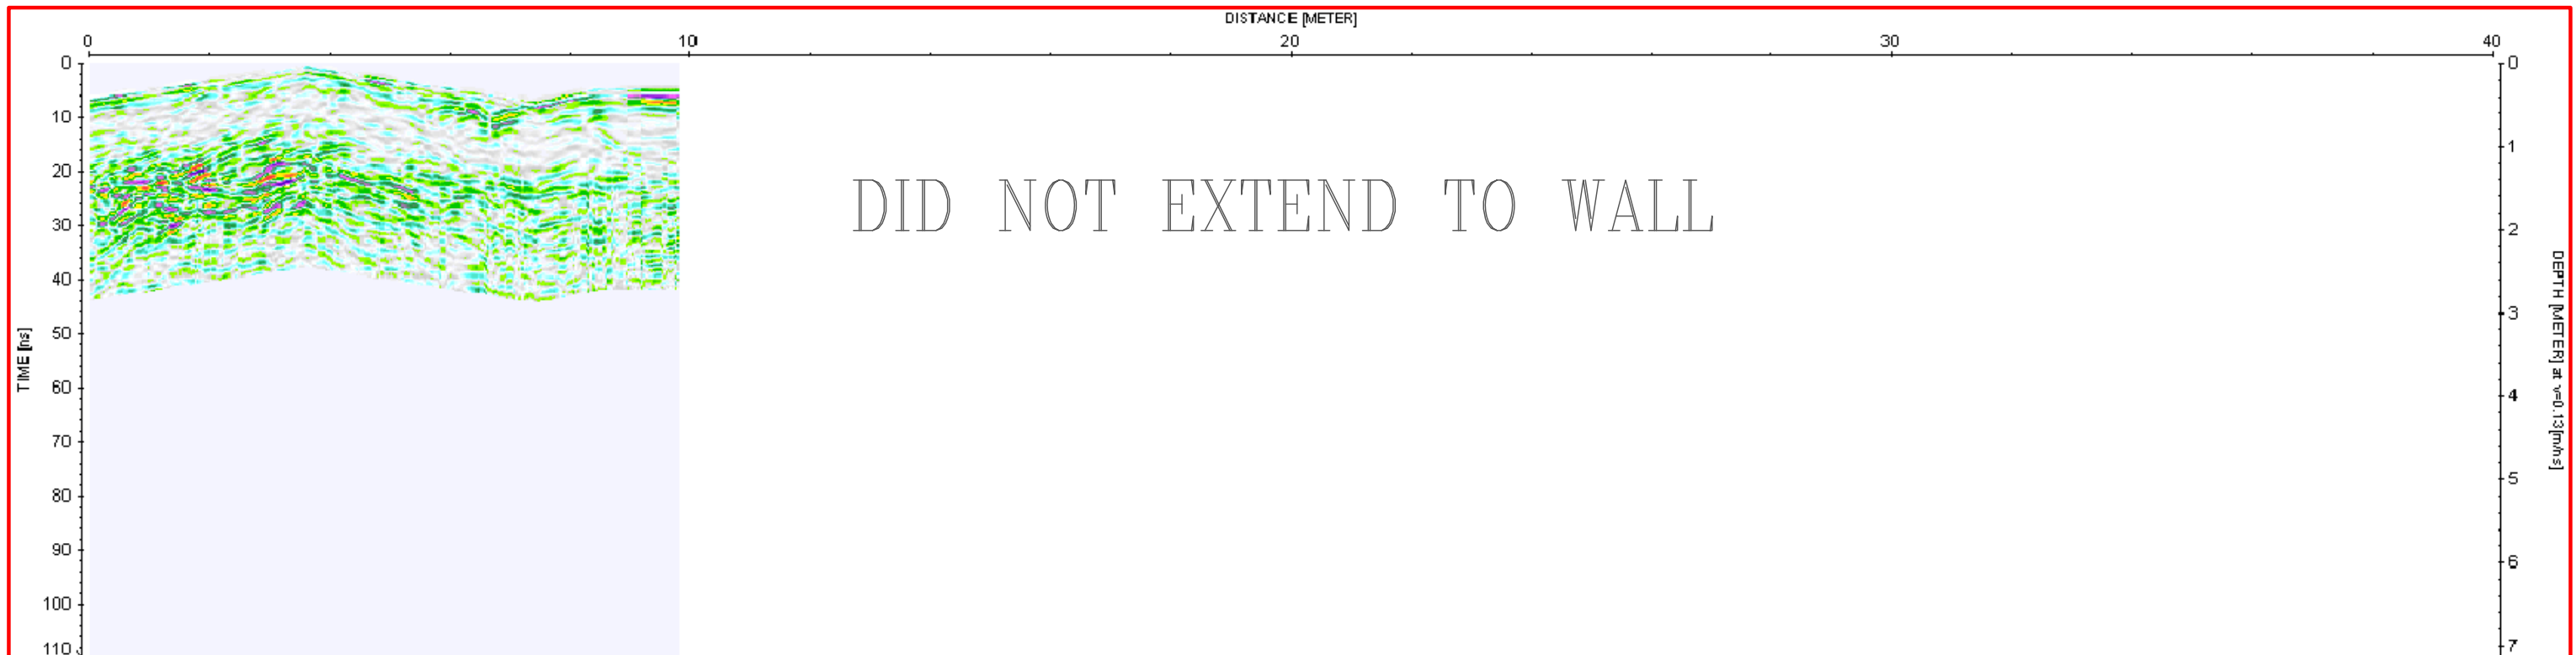 DISTANCE [METER]
0 10 20 30 40
0 0
10
1
20
DID NOT EXTEND TO WALL
30 2
40
50 3
TIME [ns]
DEPTH [METER] at v=0.13[m/ns]
60 4
70
80 5
90
6
100
110 7